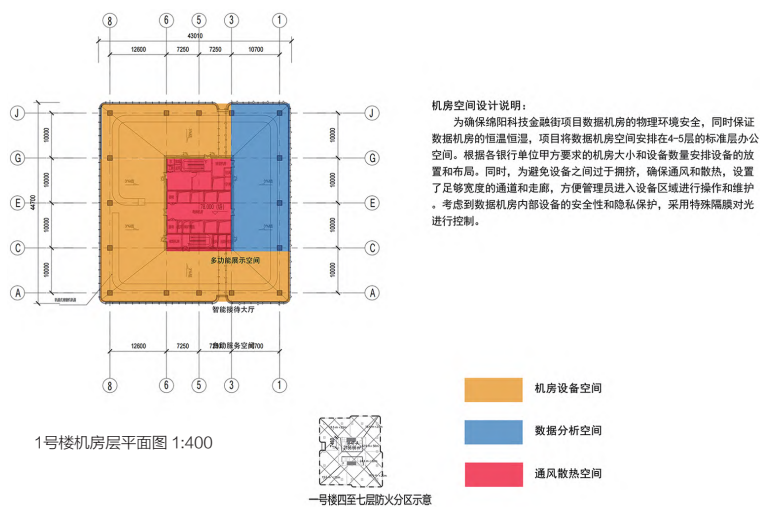 8 6 5 3 1
43010
12600 7250 7250 10700
J J
10000 10000
G G
10000 10000
E E
44700
10000 10000
C C
多功能展示空间
10000 10000
A A
智能接待大厅
自助服务空间
12600 7250
8 6 5 3 1
机房空间设计说明：
为确保绵阳科技金融街项目数据机房的物理环境安全，同时保证
数据机房的恒温恒湿，项目将数据机房空间安排在4-5层的标准层办公
空间。根据各银行单位甲方要求的机房大小和设备数量安排设备的放
置和布局。同时，为避免设备之间过于拥挤，确保通风和散热，设置
了足够宽度的通道和走廊，方便管理员进入设备区域进行操作和维护
。考虑到数据机房内部设备的安全性和隐私保护，采用特殊隔膜对光
进行控制。
机房设备空间
数据分析空间
通风散热空间
1号楼机房层平面图 1:400
一号楼四至七层防火分区示意